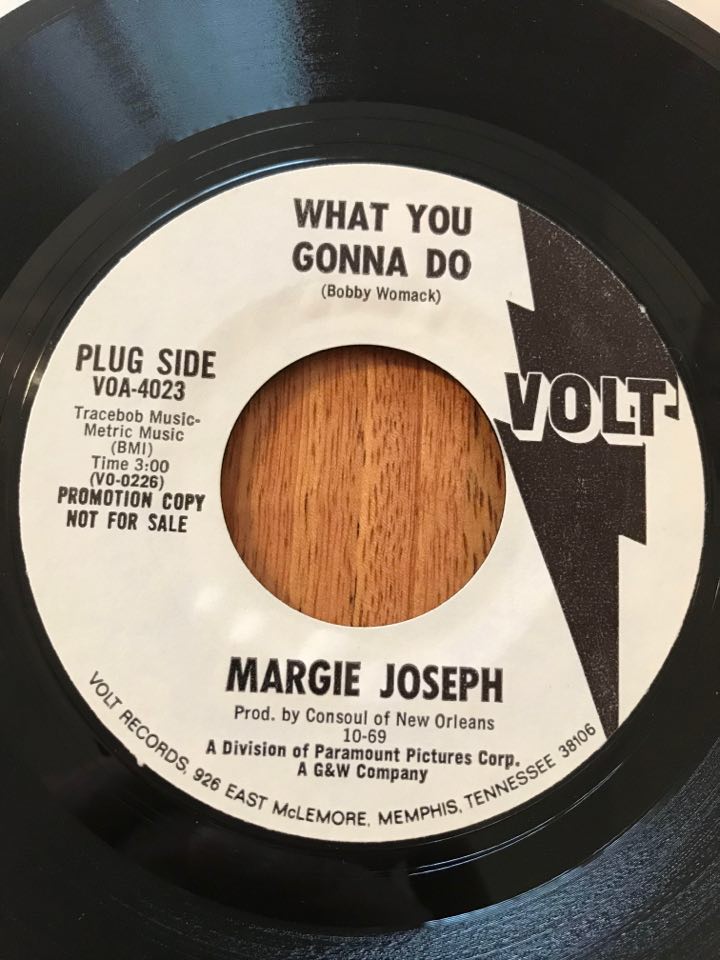 WHAT YOU
GONNA DO
(Bobby Womack)
PLUG SIDE
VOA-4023
Tracebob Music-
Metric Music
(BMI)
Time 3:00
(VO-0226)
PROMOTION COPY
NOT FOR SALE
VOLT
MARGIE JOSEPH
Prod. by Consoul of New Orleans
10-69
A Division of Paramount Pictures Corp.
A G&W Company
VOLT RECORDS, 926 EAST McLEMORE, MEMPHIS, TENNESSEE 38106